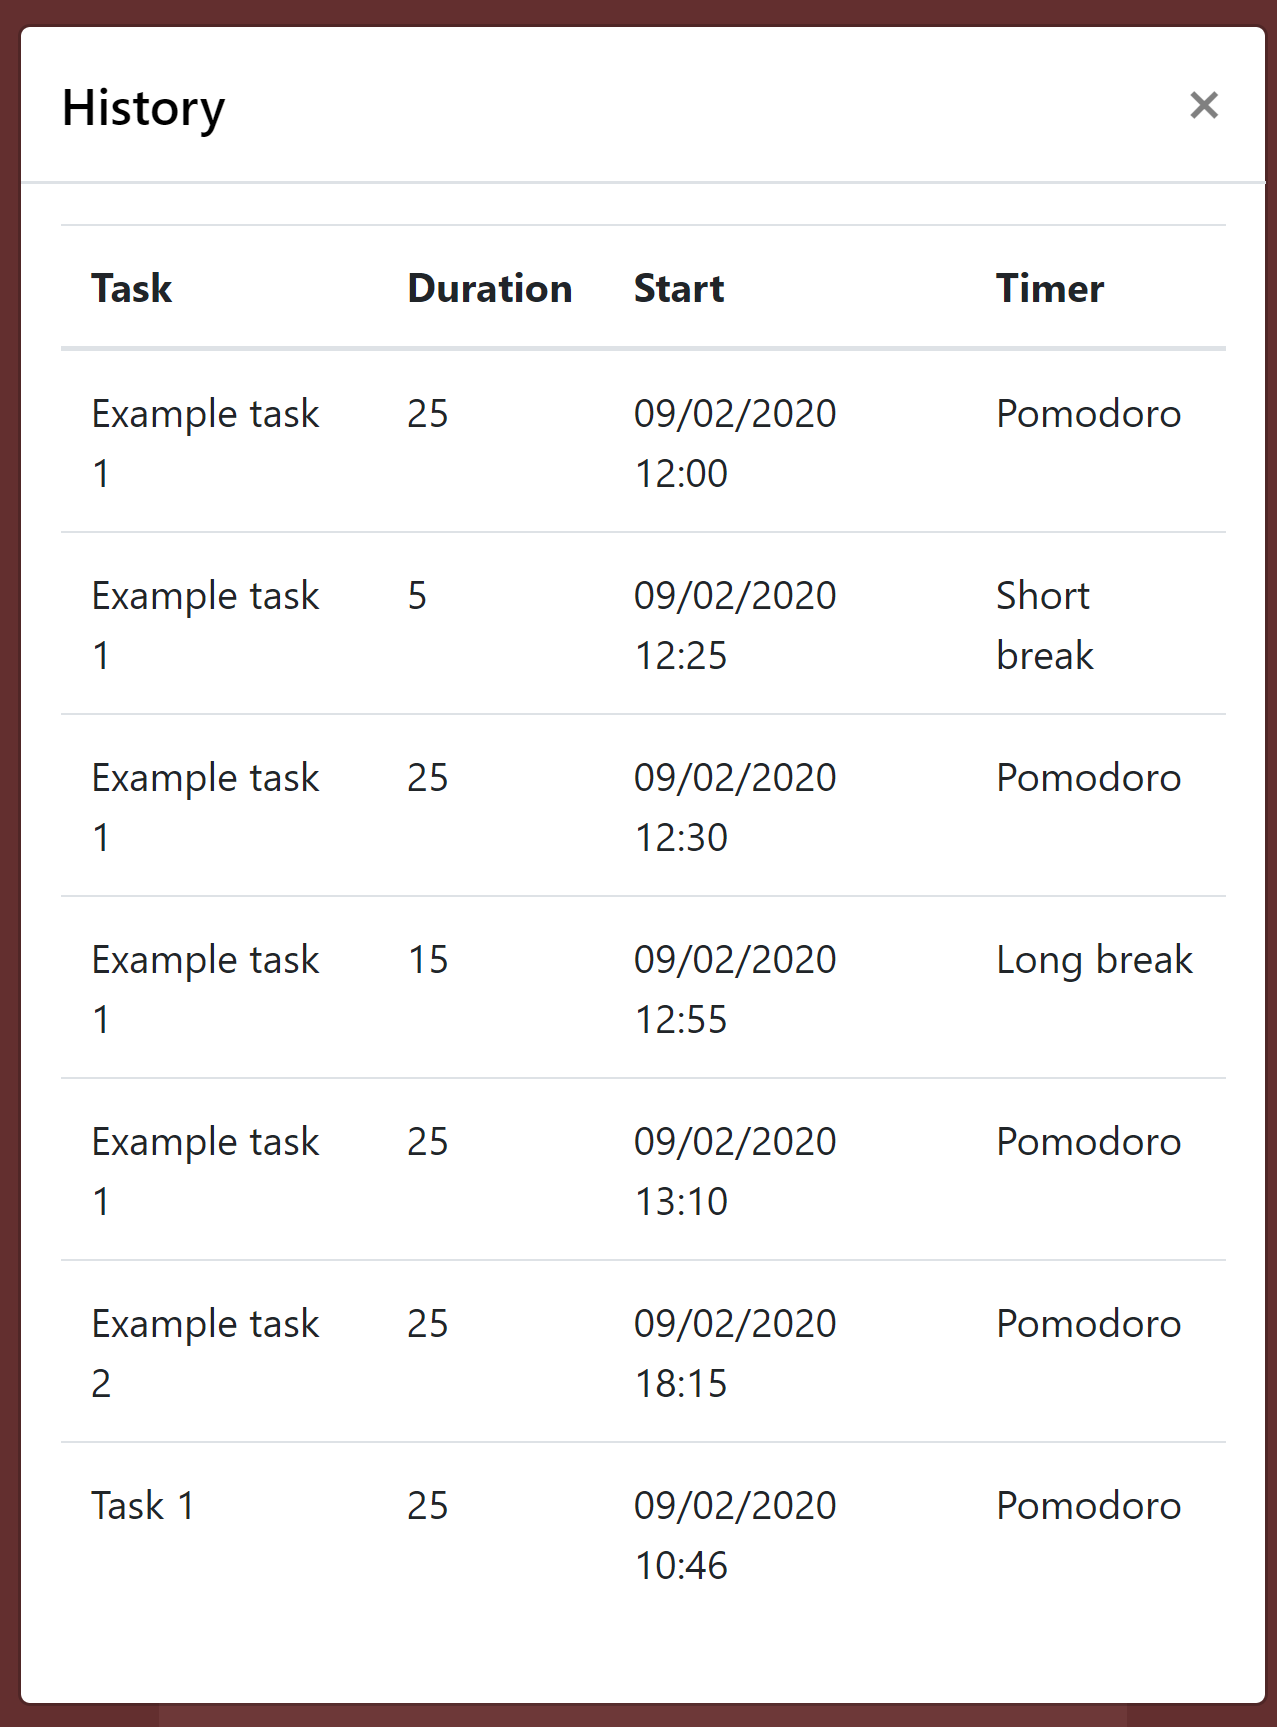 History ×
Task Duration Start Timer
Example task 25 09/02/2020 Pomodoro
1 12:00
Example task 5 09/02/2020 Short
1 12:25 break
Example task 25 09/02/2020 Pomodoro
1 12:30
Example task 15 09/02/2020 Long break
1 12:55
Example task 25 09/02/2020 Pomodoro
1 13:10
Example task 25 09/02/2020 Pomodoro
2 18:15
Task 1 25 09/02/2020 Pomodoro
10:46